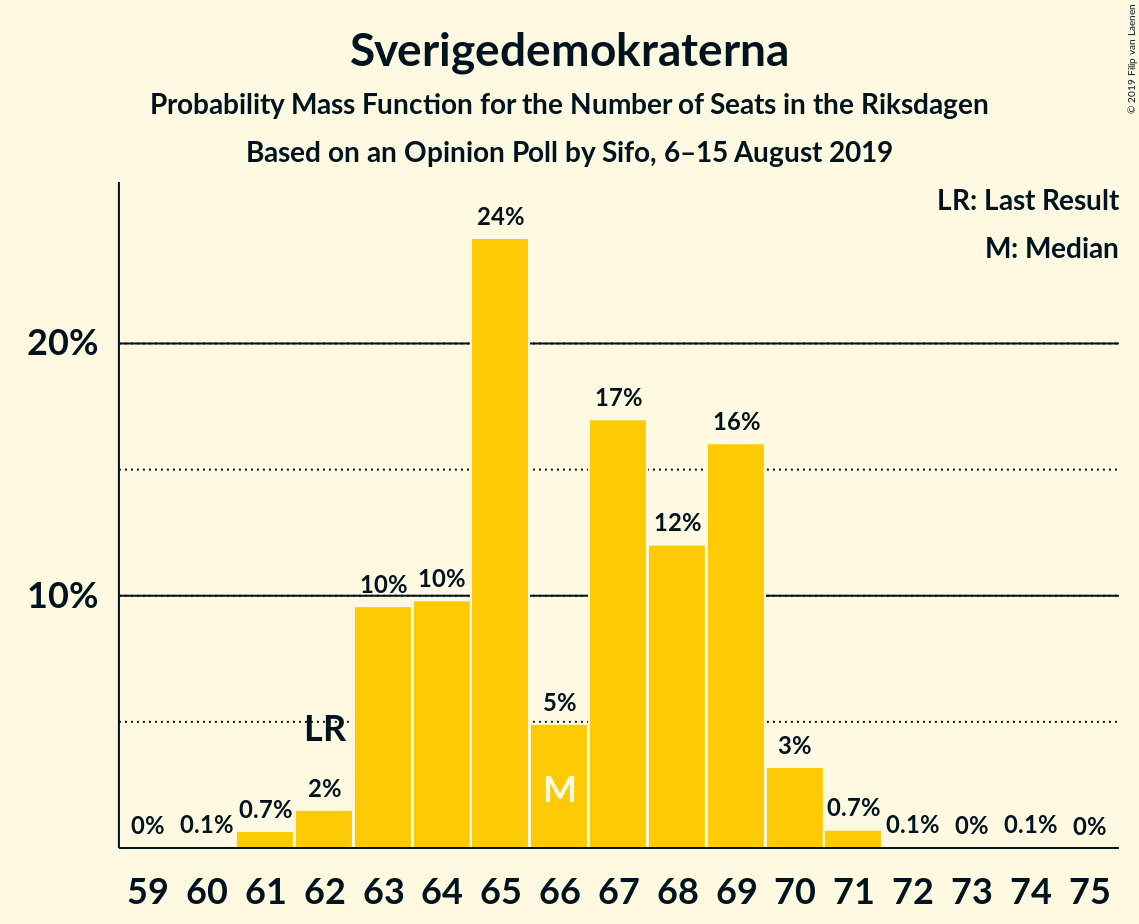 Sverigedemokraterna
Probability Mass Function for the Number of Seats in the Riksdagen
Based on an Opinion Poll by Sifo, 6–15 August 2019
© 2019 Filip van Laenen
LR: Last Result
M: Median
24%
20%
17%
16%
12%
10%
10% 10%
5%
LR
3%
2%
M
0% 0.1% 0.7%
0.7% 0.1% 0% 0.1% 0%
59 60 61 62 63 64 65 66 67 68 69 70 71 72 73 74 75